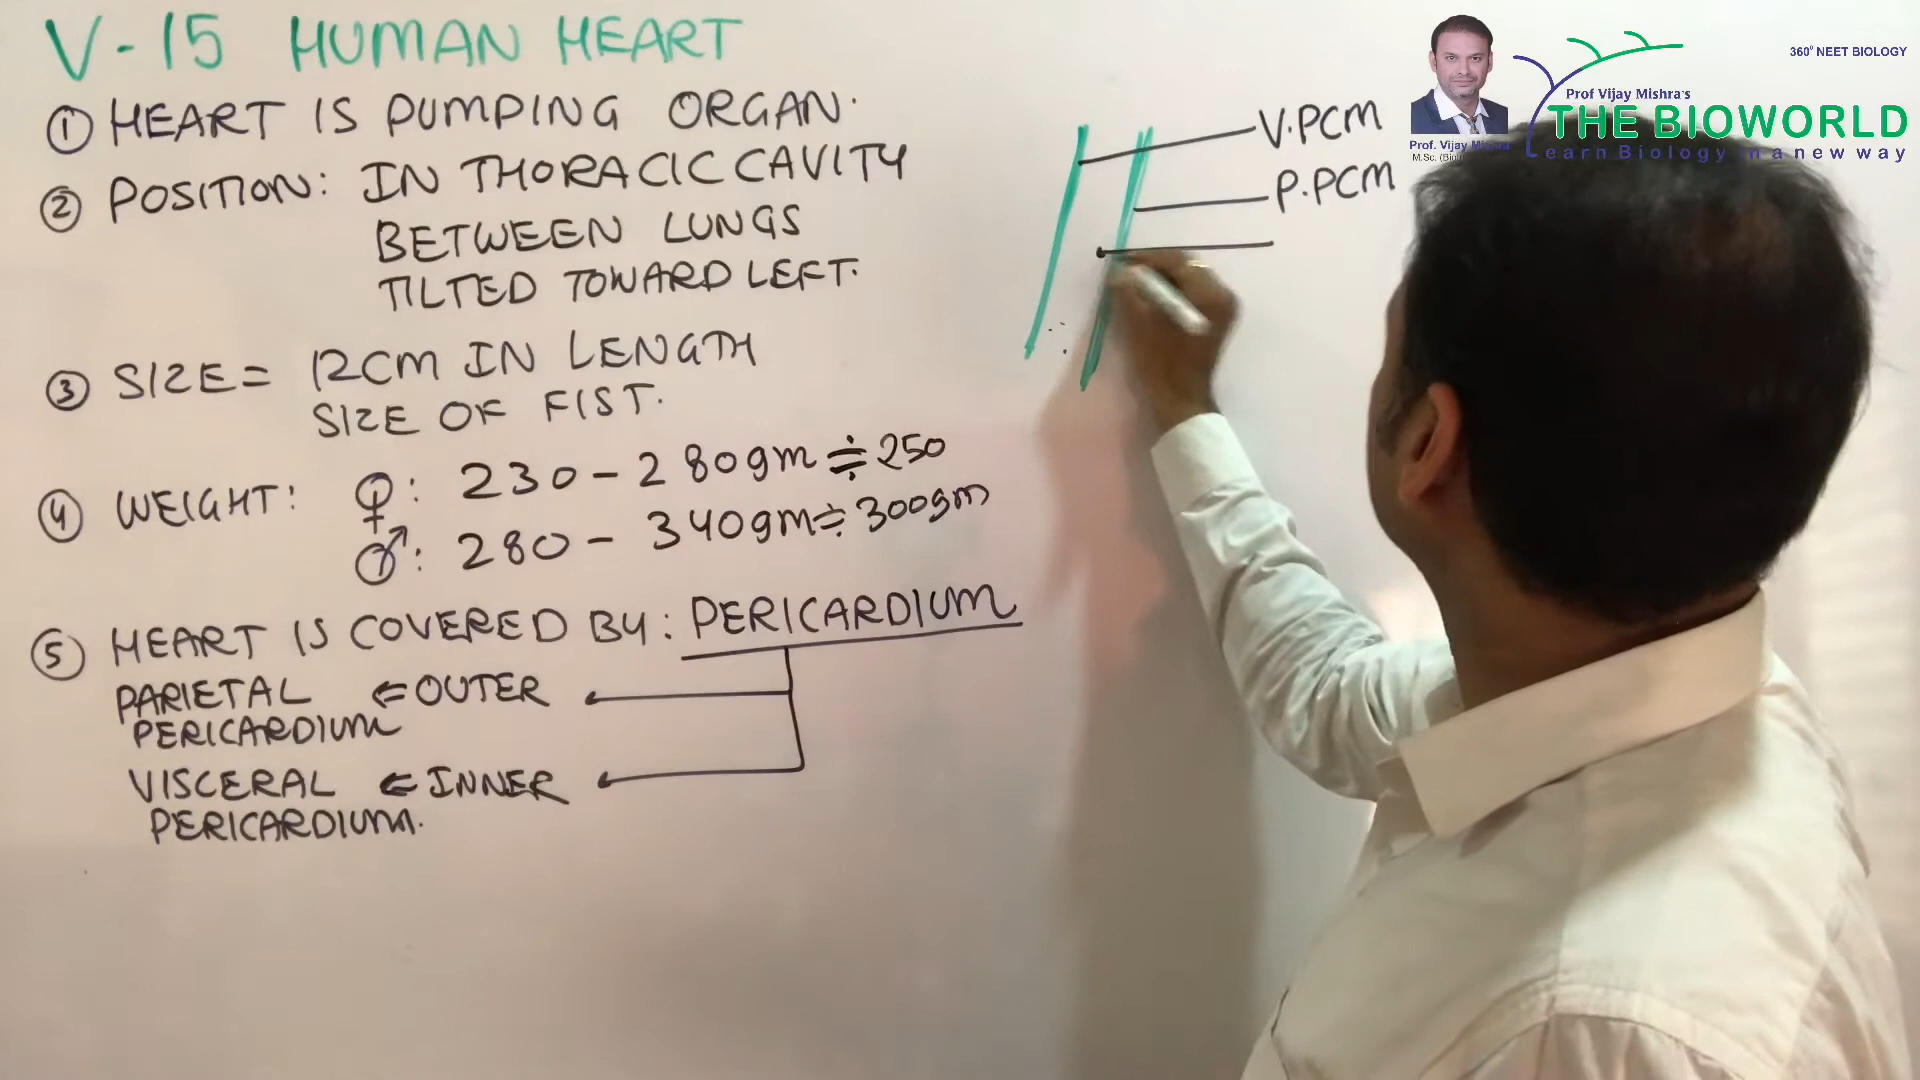 V-15 HUMAN HEART
① HEART IS PUMPING ORGAN.
② POSITION: IN THORACIC CAVITY
BETWEEN LUNGS
TILTED TOWARD LEFT.
③ SIZE = 12CM IN LENGTH
SIZE OF FIST.
④ WEIGHT: ♀: 230 - 280gm ≑ 250
♂: 280 - 340gm ≑ 300gm
⑤ HEART IS COVERED BY: PERICARDIUM
PARIETAL ⇐ OUTER
PERICARDIUM
VISCERAL ⇐ INNER
PERICARDIUM.
V.PCM
P.PCM
360° NEET BIOLOGY
Prof Vijay Mishra's
THE BIOWORLD
Learn Biology in a new way
Prof. Vijay Mishra
M.Sc.